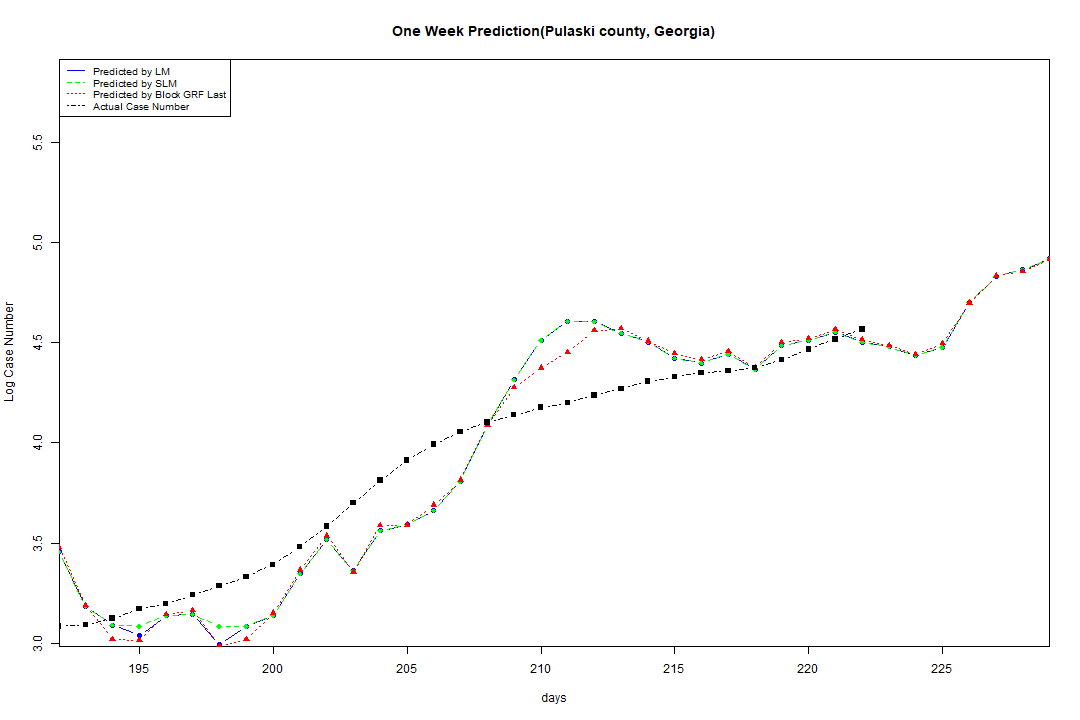 One Week Prediction(Pulaski county, Georgia)
Predicted by LM
Predicted by SLM
Predicted by Block GRF Last
Actual Case Number
5.5
5.0
4.5
4.0
3.5
3.0
Log Case Number
195 200 205 210 215 220 225
days